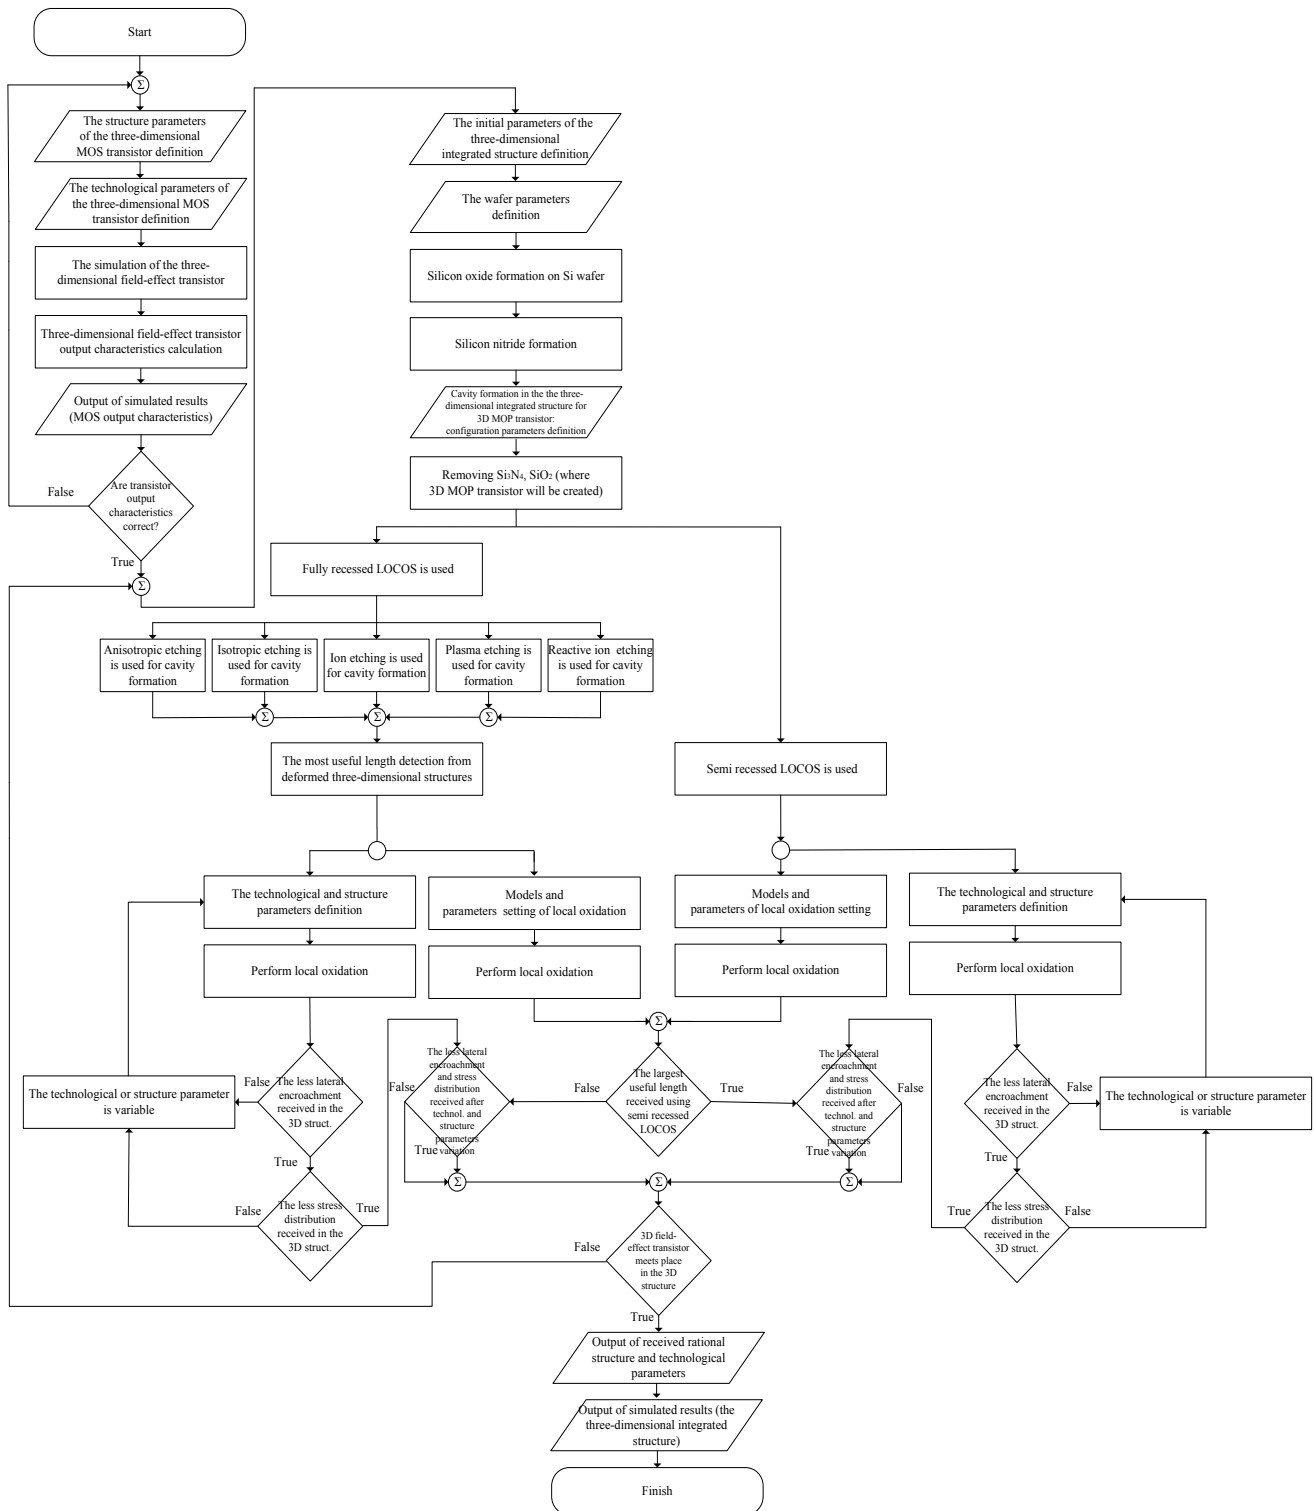 Start
Σ
The structure parameters
of the three-dimensional
MOS transistor definition
The technological parameters of
the three-dimensional MOS
transistor definition
The simulation of the three-
dimensional field-effect transistor
Three-dimensional field-effect transistor
output characteristics calculation
Output of simulated results
(MOS output characteristics)
False
Are transistor
output
characteristics
correct?
True
Σ
The initial parameters of the
three-dimensional
integrated structure definition
The wafer parameters
definition
Silicon oxide formation on Si wafer
Silicon nitride formation
Cavity formation in the the three-
dimensional integrated structure for
3D MOP transistor:
configuration parameters definition
Removing Si3N4, SiO2 (where
3D MOP transistor will be created)
Fully recessed LOCOS is used
Anisotropic etching
is used for cavity
formation
Isotropic etching is
used for cavity
formation
Ion etching is used
for cavity formation
Plasma etching is
used for cavity
formation
Reactive ion etching
is used for cavity
formation
Σ
Σ
Σ
The most useful length detection from
deformed three-dimensional structures
Semi recessed LOCOS is used
The technological and structure
parameters definition
Models and
parameters setting of local oxidation
Models and
parameters of local oxidation setting
The technological and structure
parameters definition
Perform local oxidation
Perform local oxidation
Perform local oxidation
Perform local oxidation
Σ
The technological or structure parameter
is variable
False
The less lateral
encroachment
received in the
3D struct.
True
False
The less stress
distribution
received in the
3D struct.
True
False
The less lateral
encroachment
and stress
distribution
received after
technol. and
structure
parameters
variation
True
Σ
False
The largest
useful length
received using
semi recessed
LOCOS
True
The less lateral
encroachment
and stress
distribution
received after
technol. and
structure
parameters
variation
False
True
Σ
Σ
The less lateral
encroachment
received in the
3D struct.
False
True
The technological or structure parameter
is variable
True
The less stress
distribution
received in the
3D struct.
False
False
3D field-
effect transistor
meets place
in the 3D
structure
True
Output of received rational
structure and technological
parameters
Output of simulated results (the
three-dimensional integrated
structure)
Finish